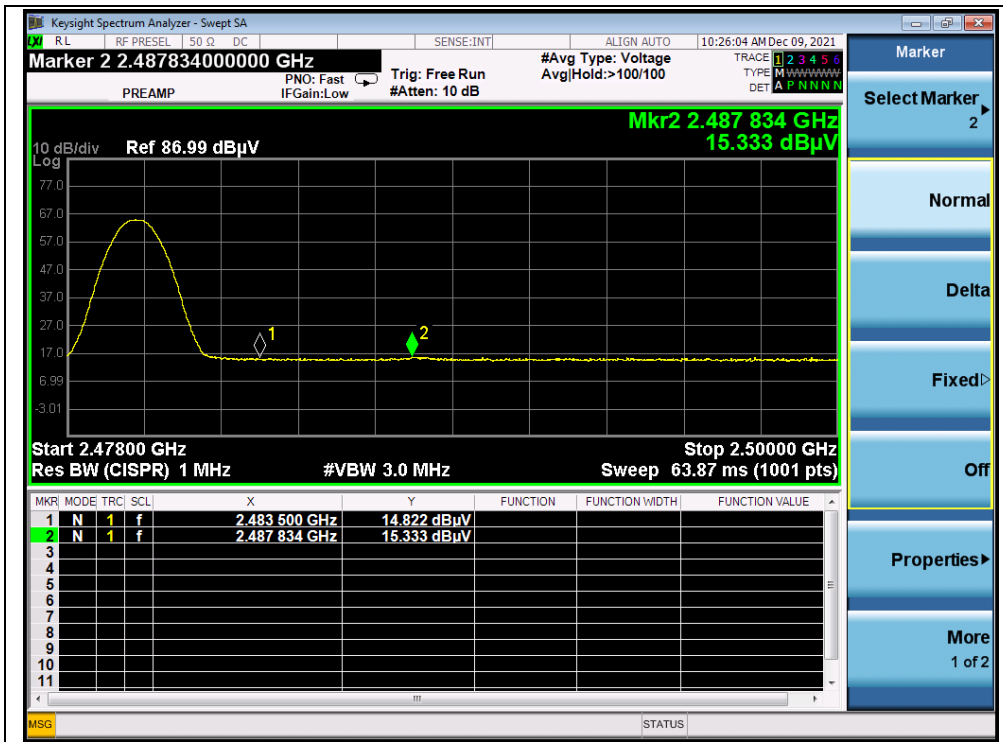 Keysight Spectrum Analyzer - Swept SA
LXI RL RF PRESEL 50 Ω DC SENSE:INT ALIGN AUTO 10:26:04 AM Dec 09, 2021
Marker 2 2.487834000000 GHz
PREAMP
PNO: Fast
IFGain:Low
Trig: Free Run
#Atten: 10 dB
#Avg Type: Voltage
Avg|Hold:>100/100
TRACE 1 2 3 4 5 6
TYPE M WWWWW
DET A P N N N N
Mkr2 2.487 834 GHz
15.333 dBµV
10 dB/div Ref 86.99 dBµV
Log
77.0
67.0
57.0
47.0
37.0
27.0
17.0
6.99
-3.01
1
2
Start 2.47800 GHz Stop 2.50000 GHz
Res BW (CISPR) 1 MHz #VBW 3.0 MHz Sweep 63.87 ms (1001 pts)
MKR MODE TRC SCL X Y FUNCTION FUNCTION WIDTH FUNCTION VALUE
1 N 1 f 2.483 500 GHz 14.822 dBµV
2 N 1 f 2.487 834 GHz 15.333 dBµV
3
4
5
6
7
8
9
10
11
MSG STATUS
Marker
Select Marker
2
Normal
Delta
Fixed
Off
Properties
More
1 of 2